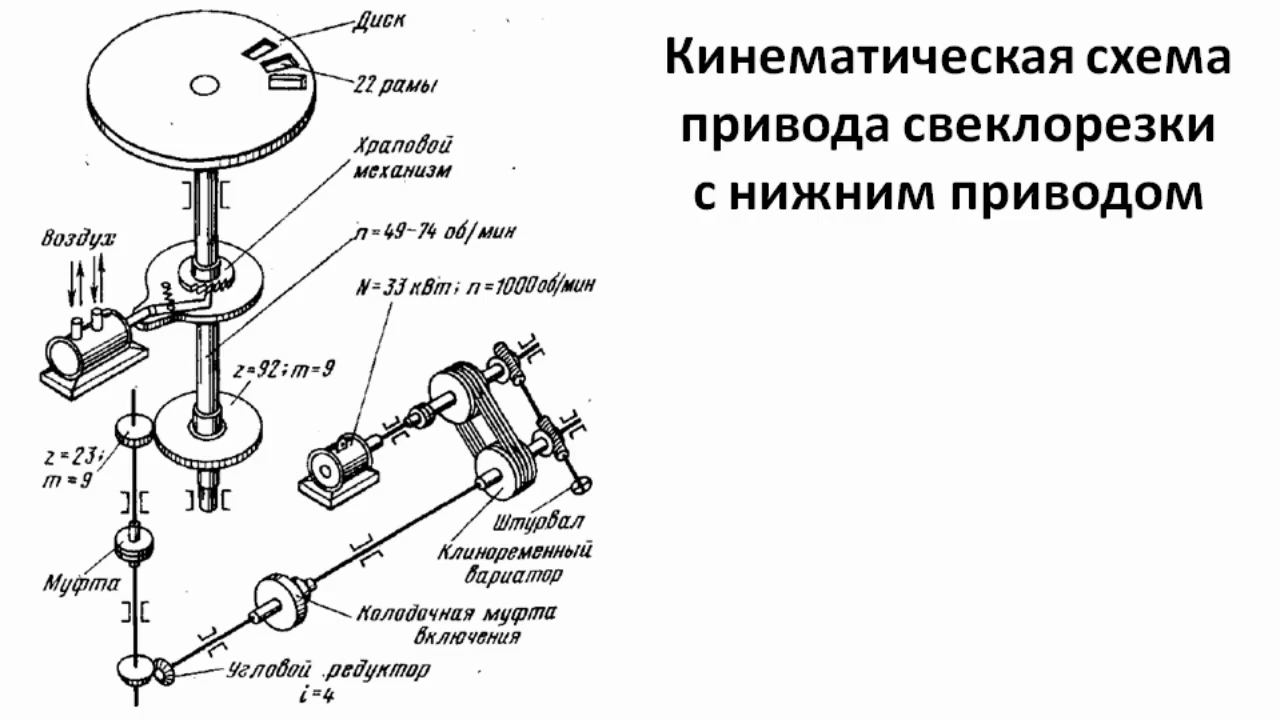 Кинематическая схема
привода свеклорезки
с нижним приводом
Диск
22 рамы
Храповой
механизм
n=49-74 об/мин
Воздух
N=33 кВт; n=1000 об/мин
z=92; m=9
z=23;
m=9
Штурвал
Клиноременный
вариатор
Муфта
Колодочная муфта
включения
Угловой редуктор
i=4